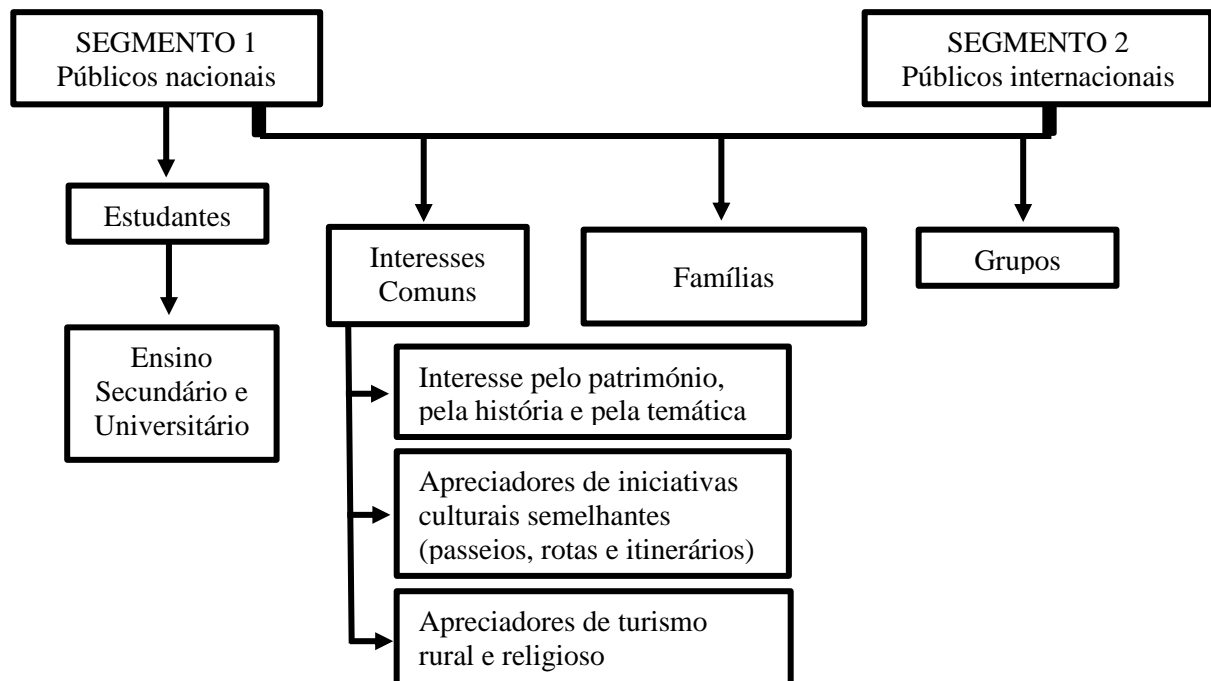 SEGMENTO 1
Públicos nacionais
SEGMENTO 2
Públicos internacionais
Estudantes
Interesses
Comuns
Famílias
Grupos
Ensino
Secundário e
Universitário
Interesse pelo património,
pela história e pela temática
Apreciadores de iniciativas
culturais semelhantes
(passeios, rotas e itinerários)
Apreciadores de turismo
rural e religioso